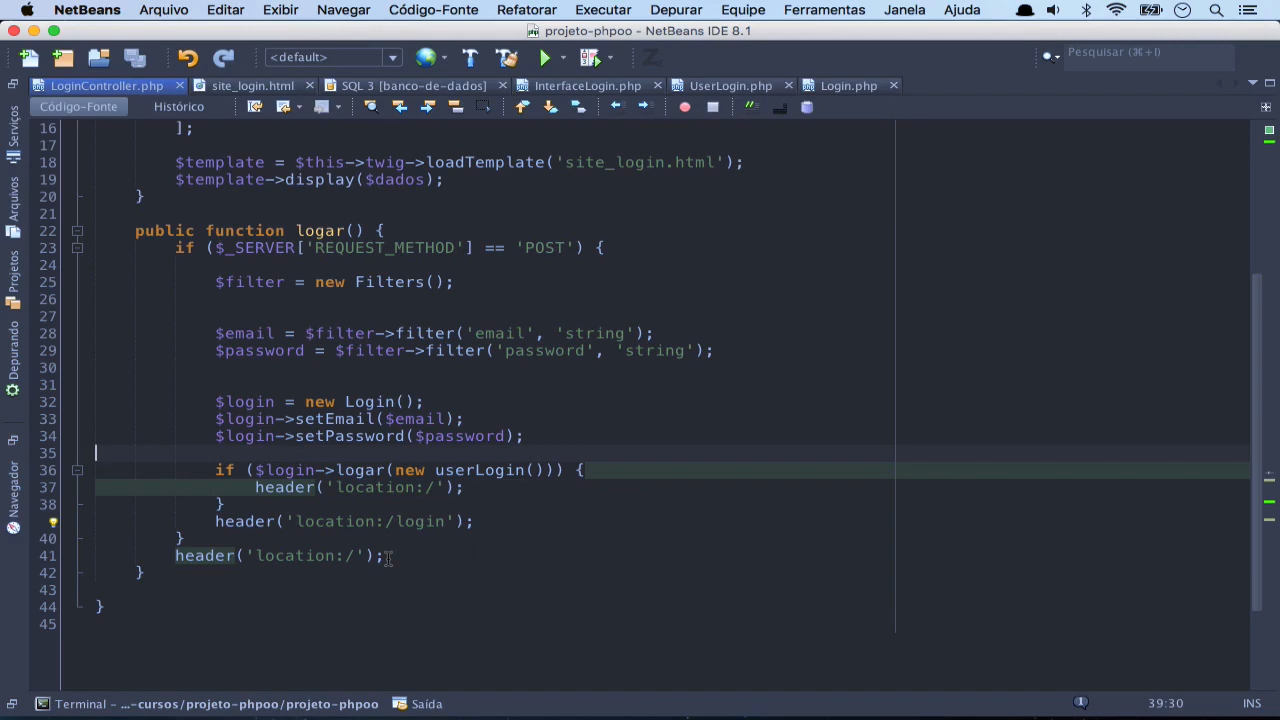 NetBeans Arquivo Editar Exibir Navegar Código-Fonte Refatorar Executar Depurar Equipe Ferramentas Janela Ajuda
projeto-phpoo - NetBeans IDE 8.1
<default>
Pesquisar (⌘+I)
LoginController.php site_login.html SQL 3 [banco-de-dados] InterfaceLogin.php UserLogin.php Login.php
Código-Fonte Histórico
Serviços
Arquivos
Projetos
Depurando
Navegador
16 ];
17
18 $template = $this->twig->loadTemplate('site_login.html');
19 $template->display($dados);
20 }
21
22 public function logar() {
23 if ($_SERVER['REQUEST_METHOD'] == 'POST') {
24
25 $filter = new Filters();
26
27
28 $email = $filter->filter('email', 'string');
29 $password = $filter->filter('password', 'string');
30
31
32 $login = new Login();
33 $login->setEmail($email);
34 $login->setPassword($password);
35
36 if ($login->logar(new userLogin())) {
37 header('location:/');
38 }
header('location:/login');
40 }
41 header('location:/');
42 }
43
44 }
45
Terminal - ...-cursos/projeto-phpoo/projeto-phpoo Saída 1 39:30 INS